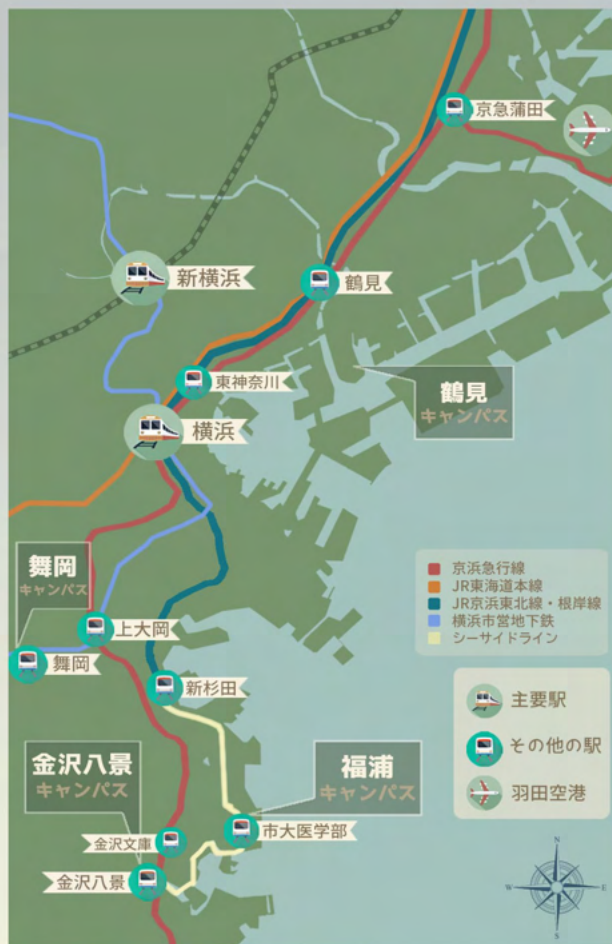 京急蒲田
新横浜
鶴見
東神奈川
鶴見
キャンパス
横浜
舞岡
キャンパス
京浜急行線
JR東海道本線
JR京浜東北線・根岸線
横浜市営地下鉄
シーサイドライン
上大岡
舞岡
新杉田
主要駅
その他の駅
羽田空港
金沢八景
キャンパス
福浦
キャンパス
市大医学部
金沢文庫
金沢八景
N
W
E
S